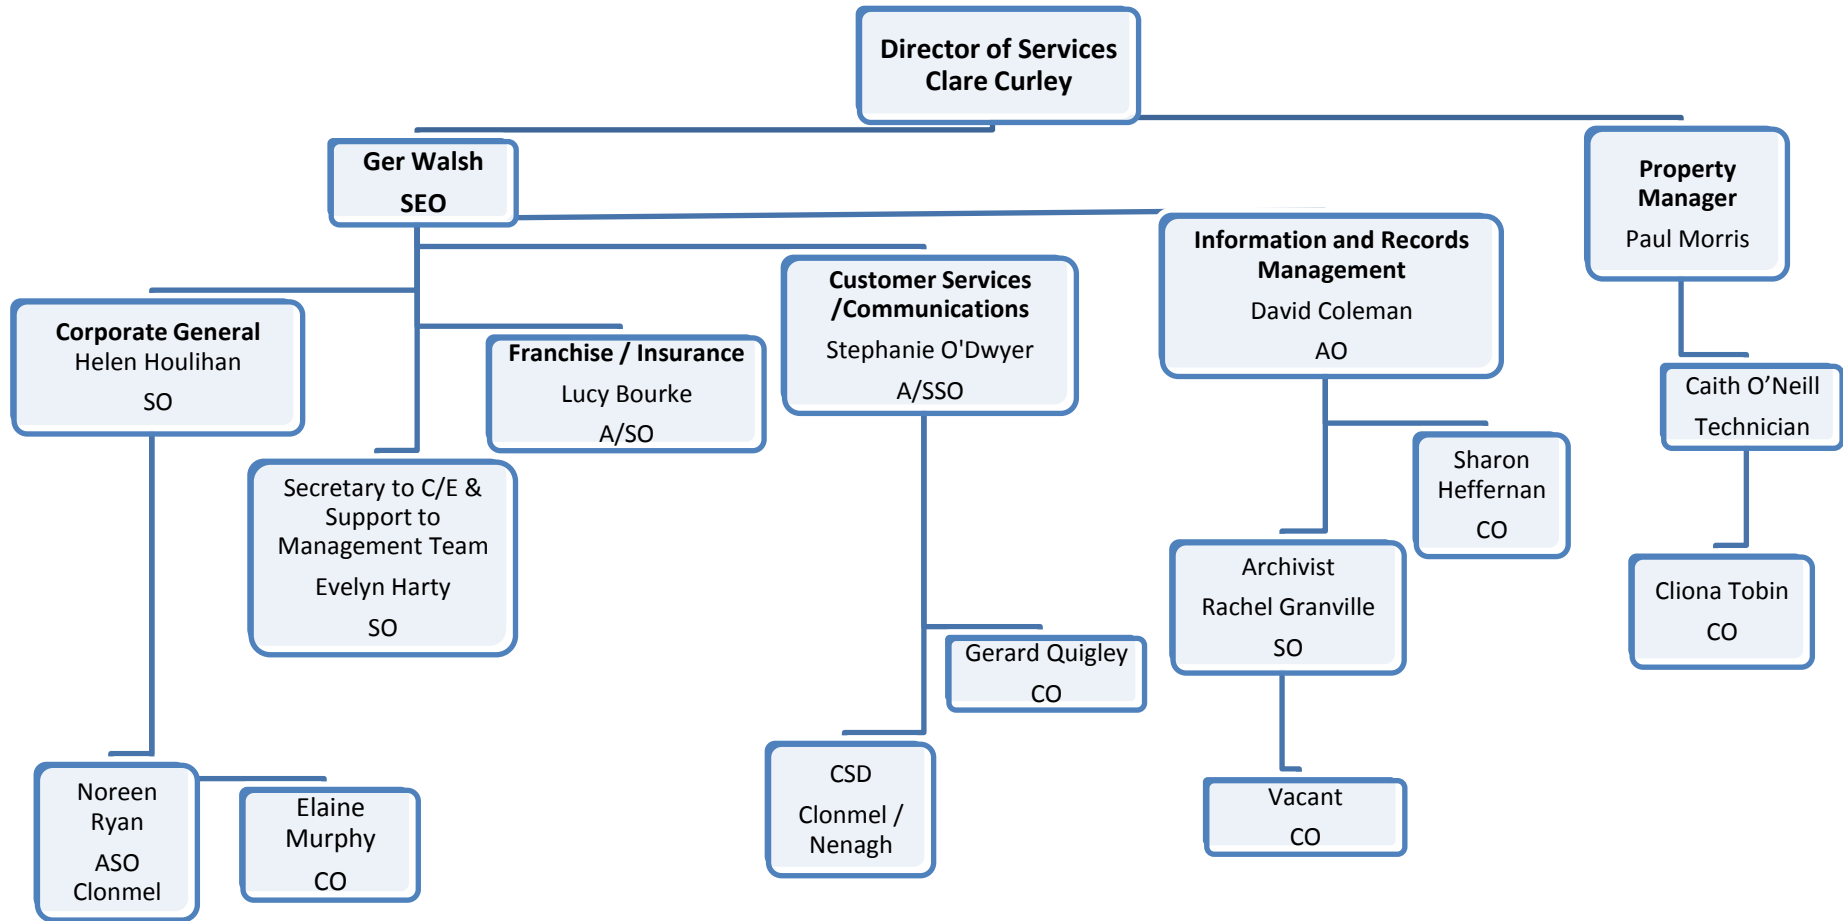 Director of Services
Clare Curley
Ger Walsh
SEO
Property
Manager
Paul Morris
Information and Records
Management
David Coleman
AO
Customer Services
/Communications
Stephanie O'Dwyer
A/SSO
Corporate General
Helen Houlihan
SO
Franchise / Insurance
Lucy Bourke
A/SO
Caith O’Neill
Technician
Sharon
Heffernan
CO
Secretary to C/E &
Support to
Management Team
Evelyn Harty
SO
Archivist
Rachel Granville
SO
Cliona Tobin
CO
Gerard Quigley
CO
CSD
Clonmel /
Nenagh
Vacant
CO
Noreen
Ryan
ASO
Clonmel
Elaine
Murphy
CO